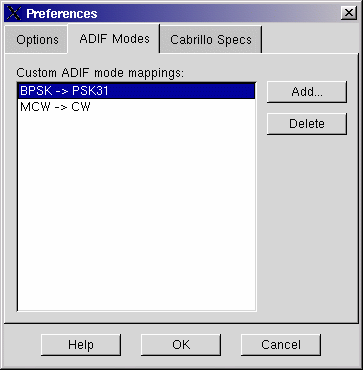 Preferences
Options
ADIF Modes
Cabrillo Specs
Custom ADIF mode mappings:
BPSK -> PSK31
MCW -> CW
Add...
Delete
Help
OK
Cancel